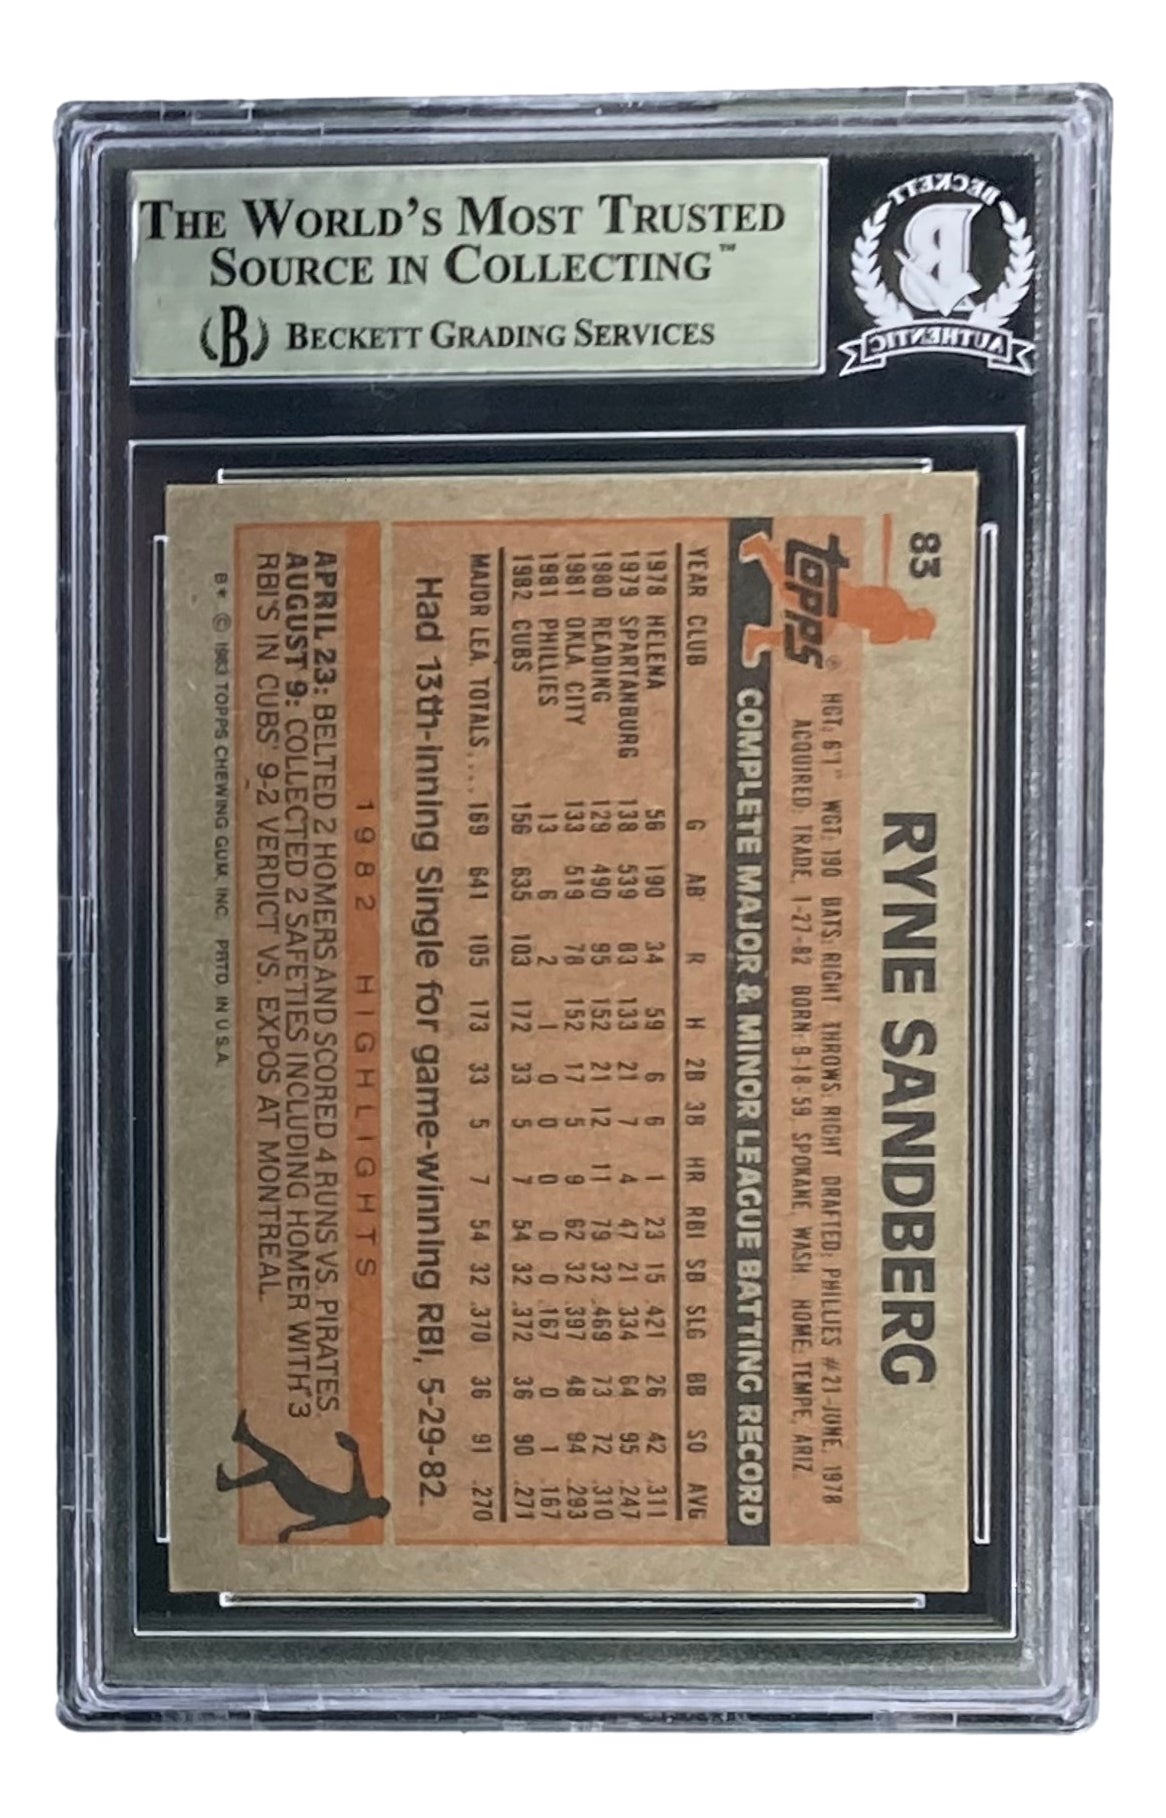 THE WORLD'S MOST TRUSTED
SOURCE IN COLLECTING™
(B) BECKETT GRADING SERVICES
BECKETT
B
AUTHENTIC
83
RYNE SANDBERG
TOPPS®
HGT: 6'1" WGT: 190 BATS: RIGHT THROWS: RIGHT DRAFTED: PHILLIES #21-JUNE, 1978
ACQUIRED: TRADE, 1-27-82 BORN: 9-18-59, SPOKANE, WASH. HOME: TEMPE, ARIZ.
COMPLETE MAJOR & MINOR LEAGUE BATTING RECORD
YEAR CLUB G AB R H 2B 3B HR RBI SB SLG BB SO AVG
1978 HELENA 56 190 34 59 6 6 1 23 15 .421 26 42 .311
1979 SPARTANBURG 138 539 83 133 21 7 4 47 21 .334 64 95 .247
1980 READING 129 490 95 152 21 12 11 79 32 .469 73 72 .310
1981 OKLA CITY 133 519 78 152 17 5 9 62 32 .397 48 94 .293
1981 PHILLIES 13 6 2 1 0 0 0 0 0 .167 0 1 .167
1982 CUBS 156 635 103 172 33 5 7 54 32 .372 36 90 .271
MAJOR LEA. TOTALS.... 169 641 105 173 33 5 7 54 32 .370 36 91 .270
Had 13th-inning Single for game-winning RBI, 5-29-82.
1982 HIGHLIGHTS
APRIL 23: BELTED 2 HOMERS AND SCORED 4 RUNS VS. PIRATES.
AUGUST 9: COLLECTED 2 SAFETIES INCLUDING HOMER WITH 3
RBI'S IN CUBS' 9-2 VERDICT VS. EXPOS AT MONTREAL.
B* © 1983 TOPPS CHEWING GUM, INC. PRTD. IN U.S.A.